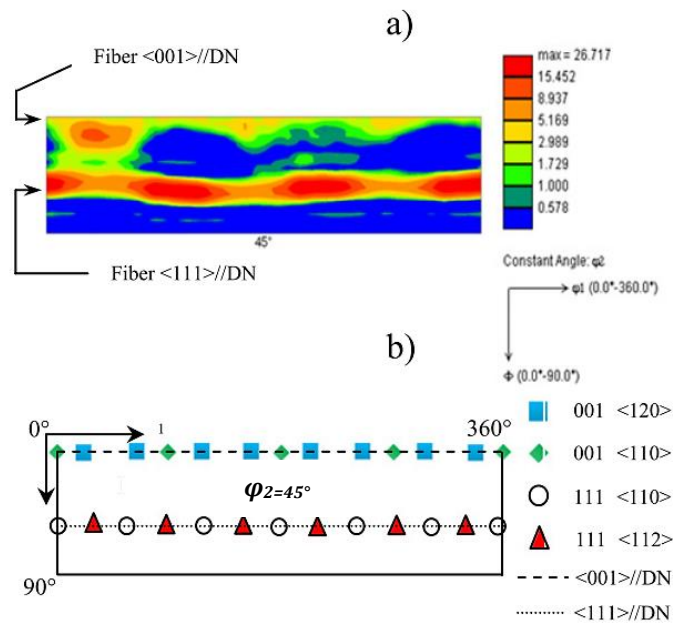 a)
Fiber <001>//DN
max = 26.717
15.452
8.937
5.169
2.989
1.729
1.000
0.578
45°
Fiber <111>//DN
Constant Angle: φ2
φ1 (0.0°-360.0°)
Φ (0.0°-90.0°)
b)
0°
1
360°
001 <120>
001 <110>
φ2=45°
111 <110>
111 <112>
90°
<001>//DN
<111>//DN